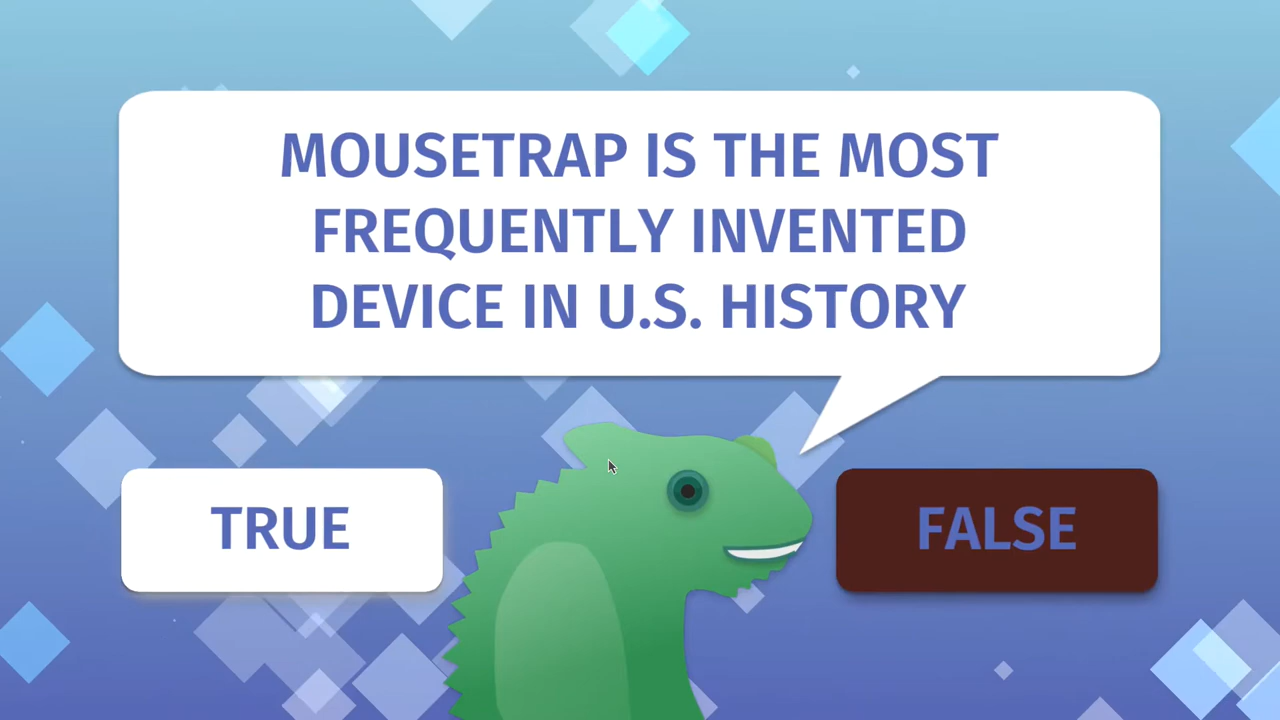 MOUSETRAP IS THE MOST
FREQUENTLY INVENTED
DEVICE IN U.S. HISTORY
TRUE
FALSE